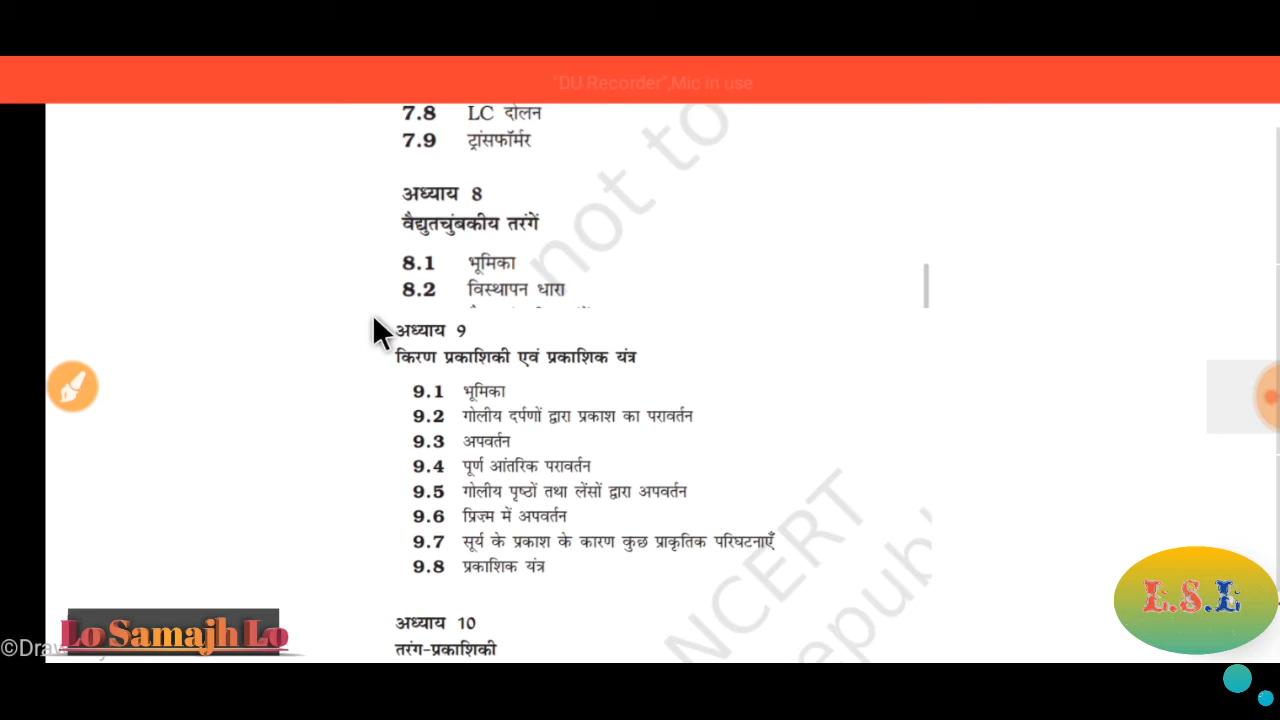 "DU Recorder",Mic in use
7.8 LC दोलन
7.9 ट्रांसफॉर्मर
not to
अध्याय 8
वैद्युतचुंबकीय तरंगें
8.1 भूमिका
8.2 विस्थापन धारा
अध्याय 9
किरण प्रकाशिकी एवं प्रकाशिक यंत्र
9.1 भूमिका
9.2 गोलीय दर्पणों द्वारा प्रकाश का परावर्तन
9.3 अपवर्तन
9.4 पूर्ण आंतरिक परावर्तन
9.5 गोलीय पृष्ठों तथा लेंसों द्वारा अपवर्तन
9.6 प्रिज़्म में अपवर्तन
9.7 सूर्य के प्रकाश के कारण कुछ प्राकृतिक परिघटनाएँ
9.8 प्रकाशिक यंत्र
NCERT
L.S.L
अध्याय 10
तरंग-प्रकाशिकी
Lo Samajh Lo